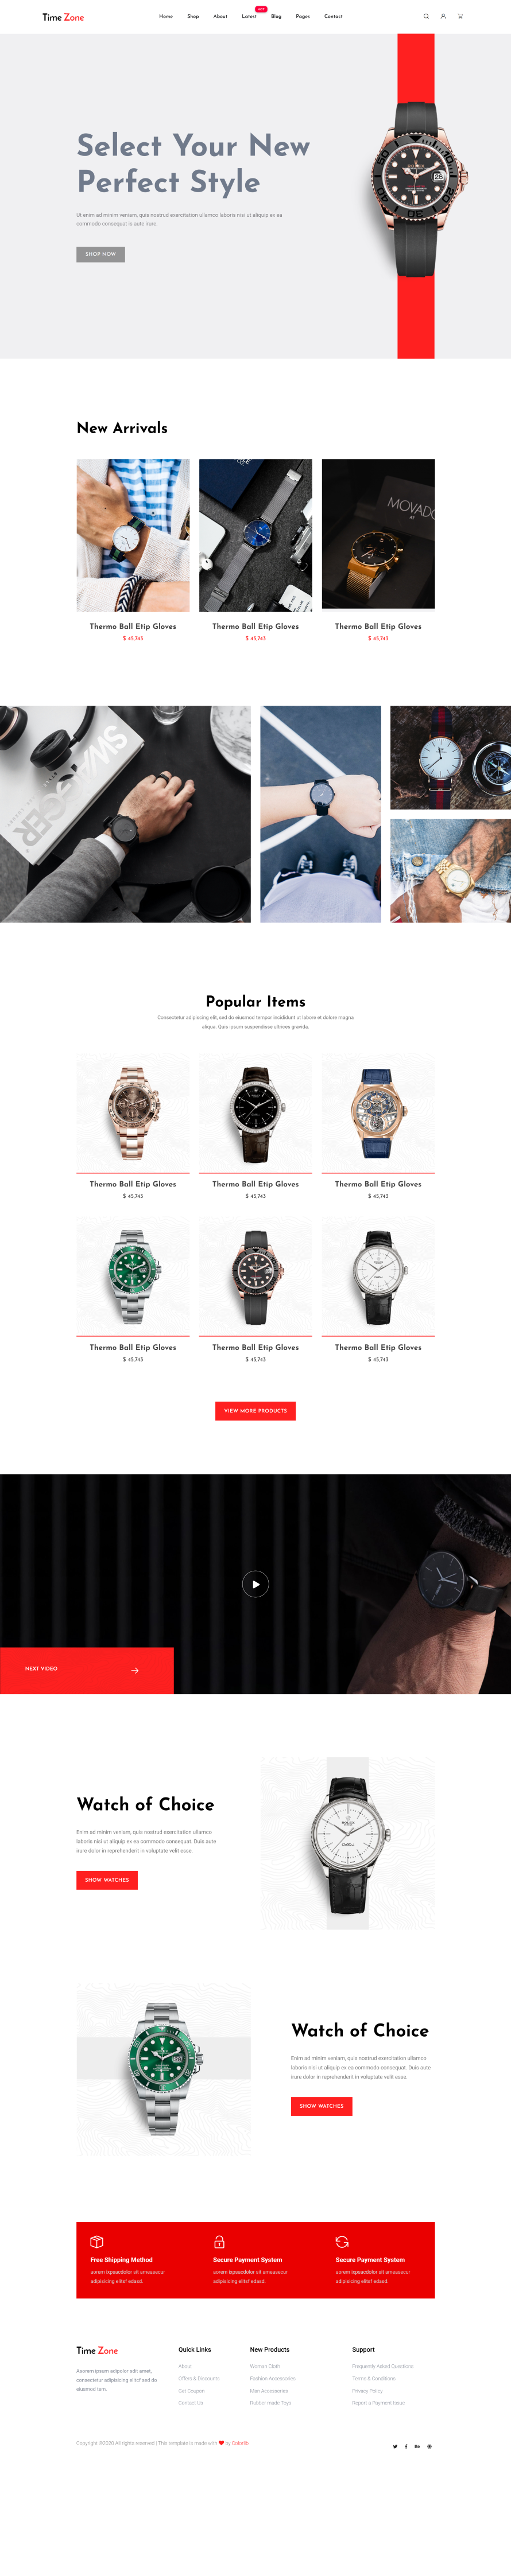 Time Zone
Home Shop About Latest HOT Blog Pages Contact
Select Your New
Perfect Style
Ut enim ad minim veniam, quis nostrud exercitation ullamco laboris nisi ut aliquip ex ea
commodo consequat is aute irure.
SHOP NOW
ROLEX
New Arrivals
MOVADO
Thermo Ball Etip Gloves
$ 45,743
Thermo Ball Etip Gloves
$ 45,743
Thermo Ball Etip Gloves
$ 45,743
Popular Items
Consectetur adipiscing elit, sed do eiusmod tempor incididunt ut labore et dolore magna
aliqua. Quis ipsum suspendisse ultrices gravida.
Thermo Ball Etip Gloves
$ 45,743
Thermo Ball Etip Gloves
$ 45,743
Thermo Ball Etip Gloves
$ 45,743
Thermo Ball Etip Gloves
$ 45,743
Thermo Ball Etip Gloves
$ 45,743
Thermo Ball Etip Gloves
$ 45,743
VIEW MORE PRODUCTS
NEXT VIDEO
Watch of Choice
Enim ad minim veniam, quis nostrud exercitation ullamco
laboris nisi ut aliquip ex ea commodo consequat. Duis aute
irure dolor in reprehenderit in voluptate velit esse.
SHOW WATCHES
ROLEX
Watch of Choice
Enim ad minim veniam, quis nostrud exercitation ullamco
laboris nisi ut aliquip ex ea commodo consequat. Duis aute
irure dolor in reprehenderit in voluptate velit esse.
SHOW WATCHES
Free Shipping Method
aorem ixpsacdolor sit ameasecur
adipisicing elitsf edasd.
Secure Payment System
aorem ixpsacdolor sit ameasecur
adipisicing elitsf edasd.
Secure Payment System
aorem ixpsacdolor sit ameasecur
adipisicing elitsf edasd.
Time Zone
Asorem ipsum adipolor sdit amet,
consectetur adipisicing elitcf sed do
eiusmod tem.
Quick Links
About
Offers & Discounts
Get Coupon
Contact Us
New Products
Woman Cloth
Fashion Accessories
Man Accessories
Rubber made Toys
Support
Frequently Asked Questions
Terms & Conditions
Privacy Policy
Report a Payment Issue
Copyright ©2020 All rights reserved | This template is made with by Colorlib